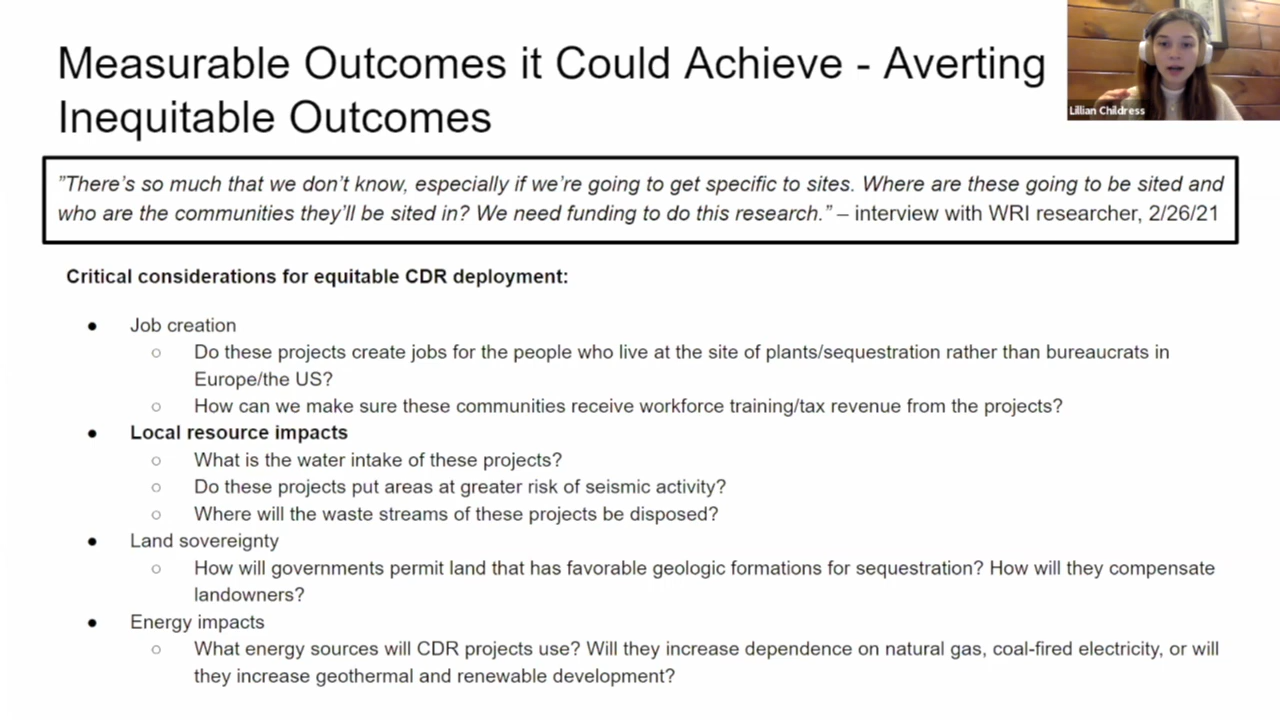 Measurable Outcomes it Could Achieve - Averting
Inequitable Outcomes
Lillian Childress
"There's so much that we don't know, especially if we're going to get specific to sites. Where are these going to be sited and
who are the communities they'll be sited in? We need funding to do this research." – interview with WRI researcher, 2/26/21
Critical considerations for equitable CDR deployment:
● Job creation
○ Do these projects create jobs for the people who live at the site of plants/sequestration rather than bureaucrats in
Europe/the US?
○ How can we make sure these communities receive workforce training/tax revenue from the projects?
● Local resource impacts
○ What is the water intake of these projects?
○ Do these projects put areas at greater risk of seismic activity?
○ Where will the waste streams of these projects be disposed?
● Land sovereignty
○ How will governments permit land that has favorable geologic formations for sequestration? How will they compensate
landowners?
● Energy impacts
○ What energy sources will CDR projects use? Will they increase dependence on natural gas, coal-fired electricity, or will
they increase geothermal and renewable development?